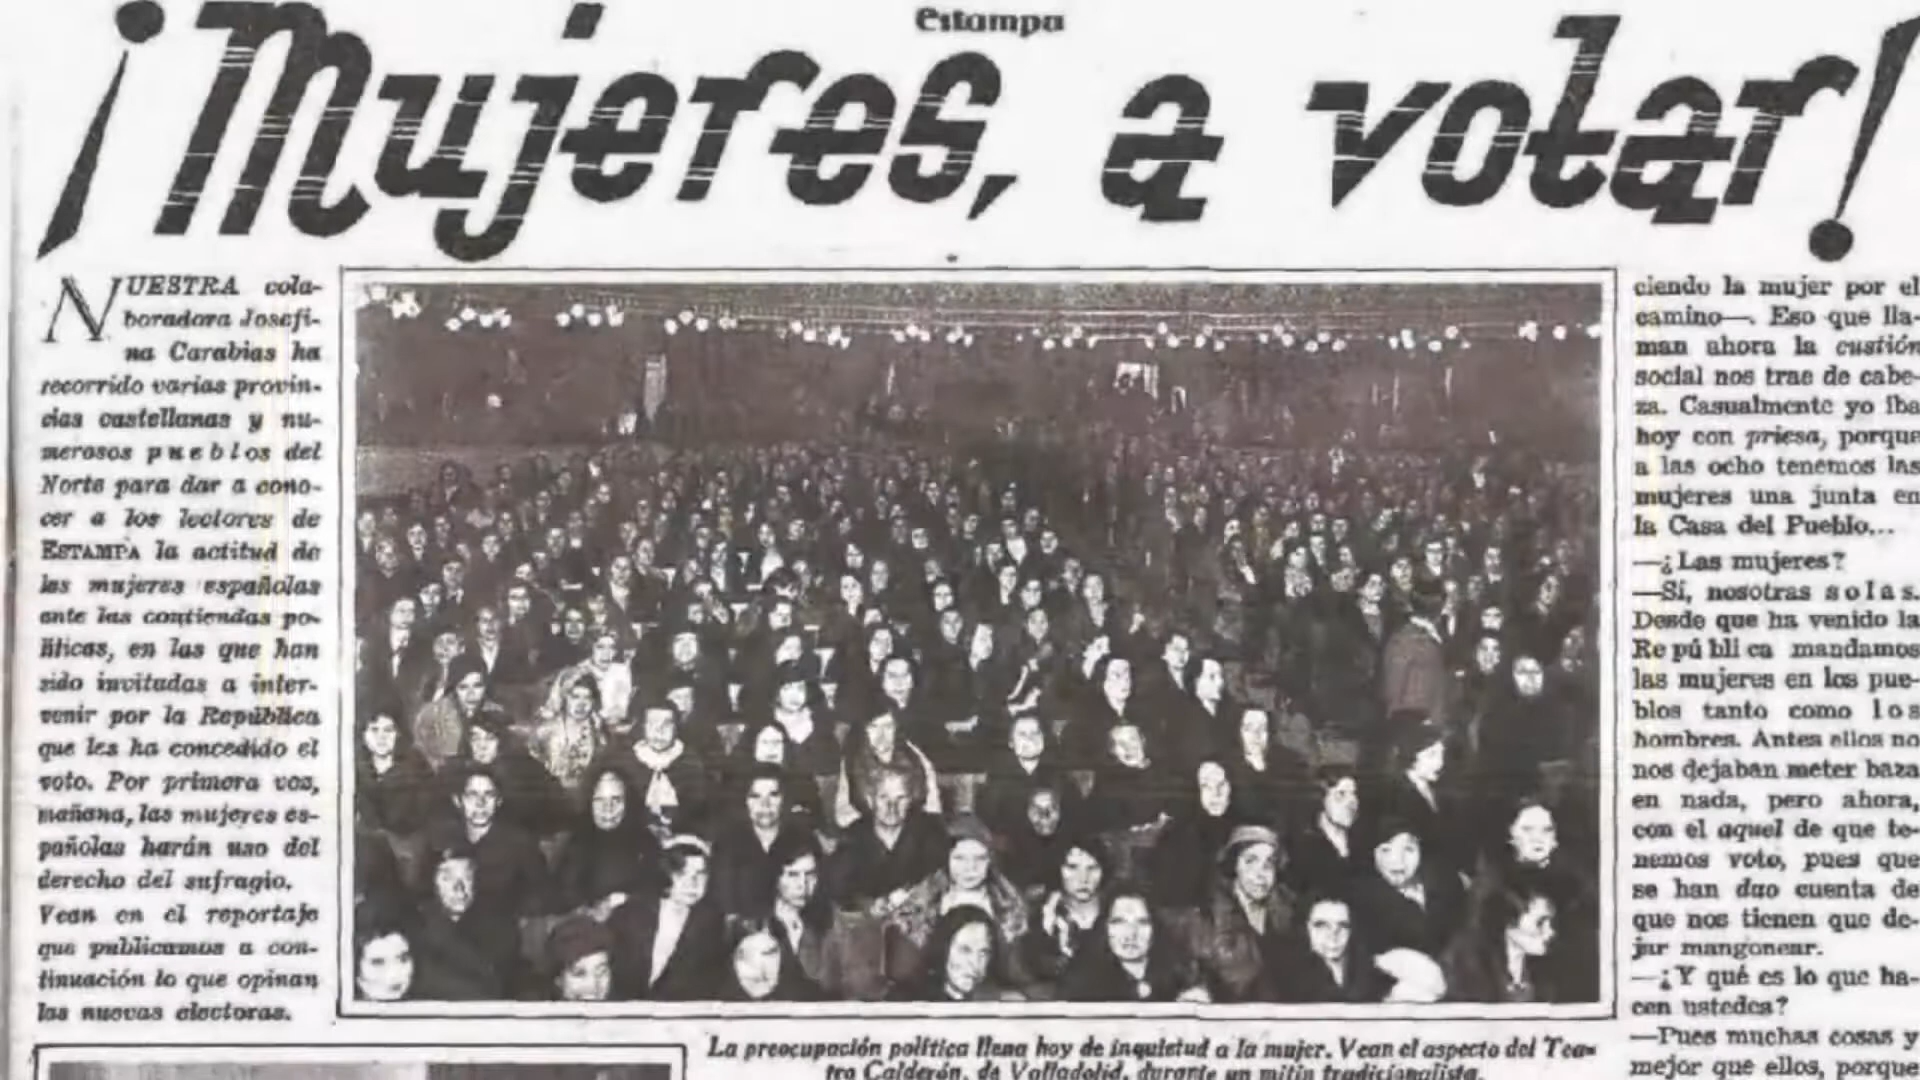 estampa
¡Mujeres, a votar!
NUESTRA cola-
boradora Josefi-
na Carabias ha
recorrido varias provin-
cias castellanas y nu-
merosos pueblos del
Norte para dar a cono-
cer a los lectores de
ESTAMPA la actitud de
las mujeres españolas
ante las contiendas po-
líticas, en las que han
sido invitadas a inter-
venir por la República
que les ha concedido el
voto. Por primera vez,
mañana, las mujeres es-
pañolas harán uso del
derecho del sufragio.
Vean en el reportaje
que publicamos a con-
tinuación lo que opinan
las nuevas electoras.
La preocupación política llena hoy de inquietud a la mujer. Vean el aspecto del Tea-
tro Calderón, de Valladolid, durante un mitin tradicionalista.
ciendo la mujer por el
camino—. Eso que lla-
man ahora la custión
social nos trae de cabe-
za. Casualmente yo iba
hoy con priesa, porque
a las ocho tenemos las
mujeres una junta en
la Casa del Pueblo...
—¿Las mujeres?
—Sí, nosotras solas.
Desde que ha venido la
República mandamos
las mujeres en los pue-
blos tanto como los
hombres. Antes ellos no
nos dejaban meter baza
en nada, pero ahora,
con el aquel de que te-
nemos voto, pues que
se han dao cuenta de
que nos tienen que de-
jar mangonear.
—¿Y qué es lo que ha-
cen ustedes?
—Pues muchas cosas y
mejor que ellos, porque